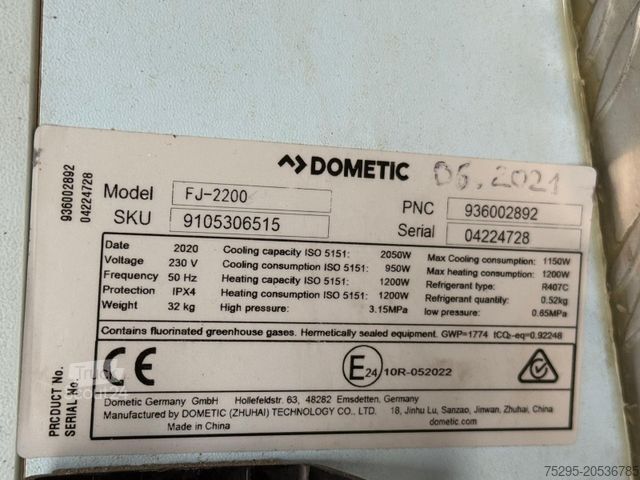 DOMETIC 06.2021
Model FJ-2200
SKU 9105306515
PNC 936002892
Serial 04224728
936002892
04224728
PRODUCT No.
SERIAL No.
Date 2020 Cooling capacity ISO 5151: 2050W Max Cooling consumption: 1150W
Voltage 230 V Cooling consumption ISO 5151: 950W Max heating consumption: 1200W
Frequency 50 Hz Heating capacity ISO 5151: 1200W Refrigerant type: R407C
Protection IPX4 Heating consumption ISO 5151: 1200W Refrigerant quantity: 0.52kg
Weight 32 kg High pressure: 3.15MPa low pressure: 0.65MPa
Contains fluorinated greenhouse gases. Hermetically sealed equipment. GWP=1774 tCO₂-eq=0.92248
CE E24 10R-052022
Dometic Germany GmbH Hollefeldstr. 63, 48282 Emsdetten, Germany
Manufactured by DOMETIC (ZHUHAI) TECHNOLOGY CO., LTD. 18, Jinhu Lu, Sanzao, Jinwan, Zhuhai, China
Made in China dometic.com
75295-20536785